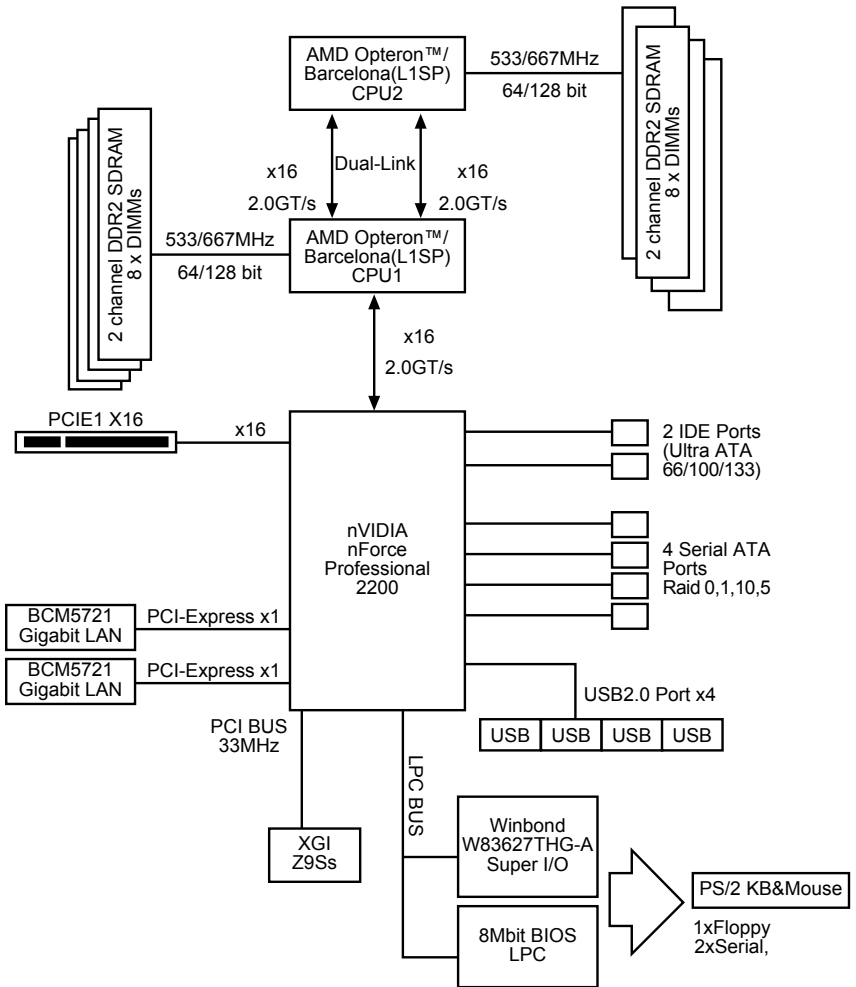 AMD Opteron™/
Barcelona(L1SP)
CPU2
533/667MHz
64/128 bit
2 channel DDR2 SDRAM
8 x DIMMs
x16
2.0GT/s
Dual-Link
x16
2.0GT/s
2 channel DDR2 SDRAM
8 x DIMMs
533/667MHz
64/128 bit
AMD Opteron™/
Barcelona(L1SP)
CPU1
x16
2.0GT/s
PCIE1 X16
x16
nVIDIA
nForce
Professional
2200
2 IDE Ports
(Ultra ATA
66/100/133)
4 Serial ATA
Ports
Raid 0,1,10,5
BCM5721
Gigabit LAN
PCI-Express x1
BCM5721
Gigabit LAN
PCI-Express x1
USB2.0 Port x4
USB
USB
USB
USB
PCI BUS
33MHz
LPC BUS
XGI
Z9Ss
Winbond
W83627THG-A
Super I/O
8Mbit BIOS
LPC
PS/2 KB&Mouse
1xFloppy
2xSerial,